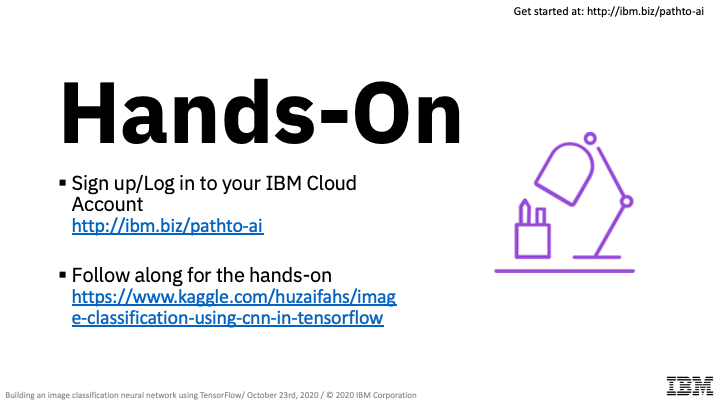 Get started at: http://ibm.biz/pathto-ai
Hands-On
▪ Sign up/Log in to your IBM Cloud
Account
http://ibm.biz/pathto-ai
▪ Follow along for the hands-on
https://www.kaggle.com/huzaifahs/imag
e-classification-using-cnn-in-tensorflow
IBM
Building an image classification neural network using TensorFlow/ October 23rd, 2020 / © 2020 IBM Corporation